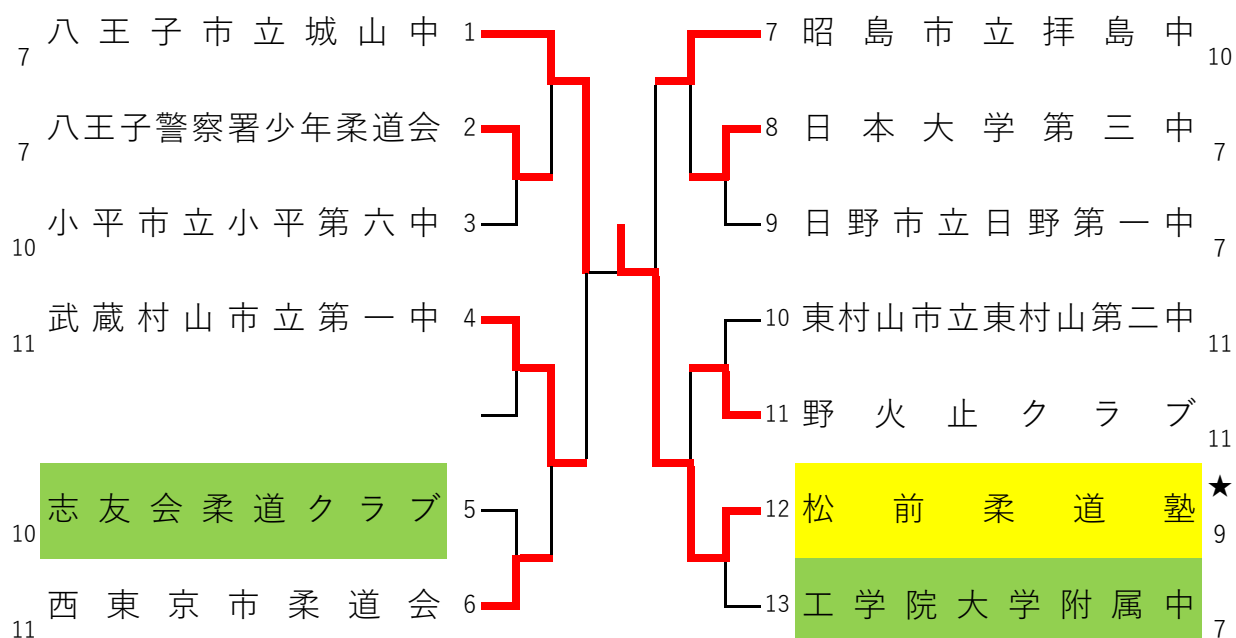 八王子市立城山中 1
7
八王子警察署少年柔道会 2
7
小平市立小平第六中 3
10
武蔵村山市立第一中 4
11
志友会柔道クラブ 5
10
西東京市柔道会 6
11
7 昭島市立拝島中
10
8 日本大学第三中
7
9 日野市立日野第一中
7
10 東村山市立東村山第二中
11
11 野火止クラブ
11
12 松前柔道塾 ★
9
13 工学院大学附属中
7